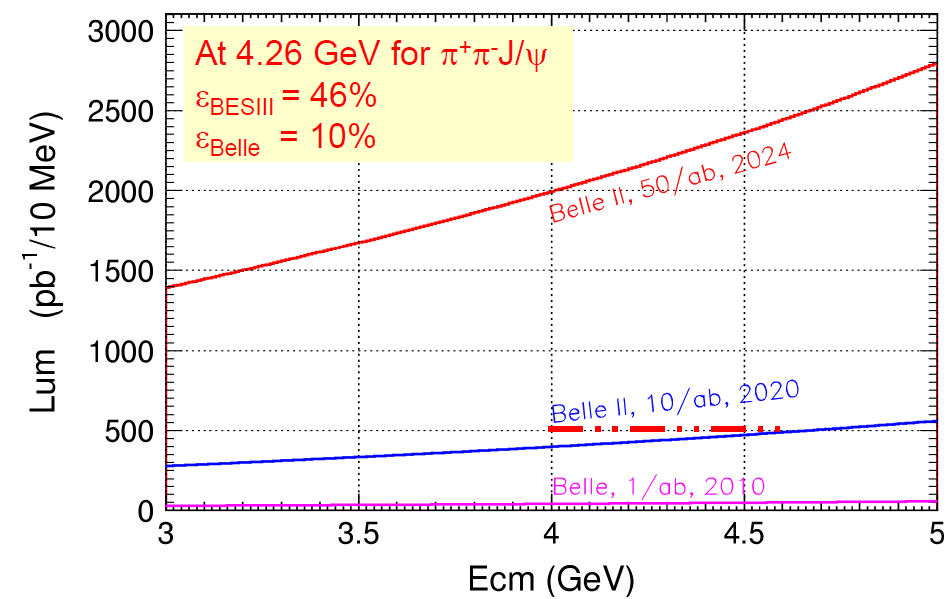 At 4.26 GeV for π⁺π⁻J/ψ
ε_BESIII = 46%
ε_Belle = 10%
3000
2500
2000
1500
1000
500
0
Lum (pb⁻¹/10 MeV)
Belle II, 50/ab, 2024
Belle II, 10/ab, 2020
Belle, 1/ab, 2010
3 3.5 4 4.5 5
Ecm (GeV)